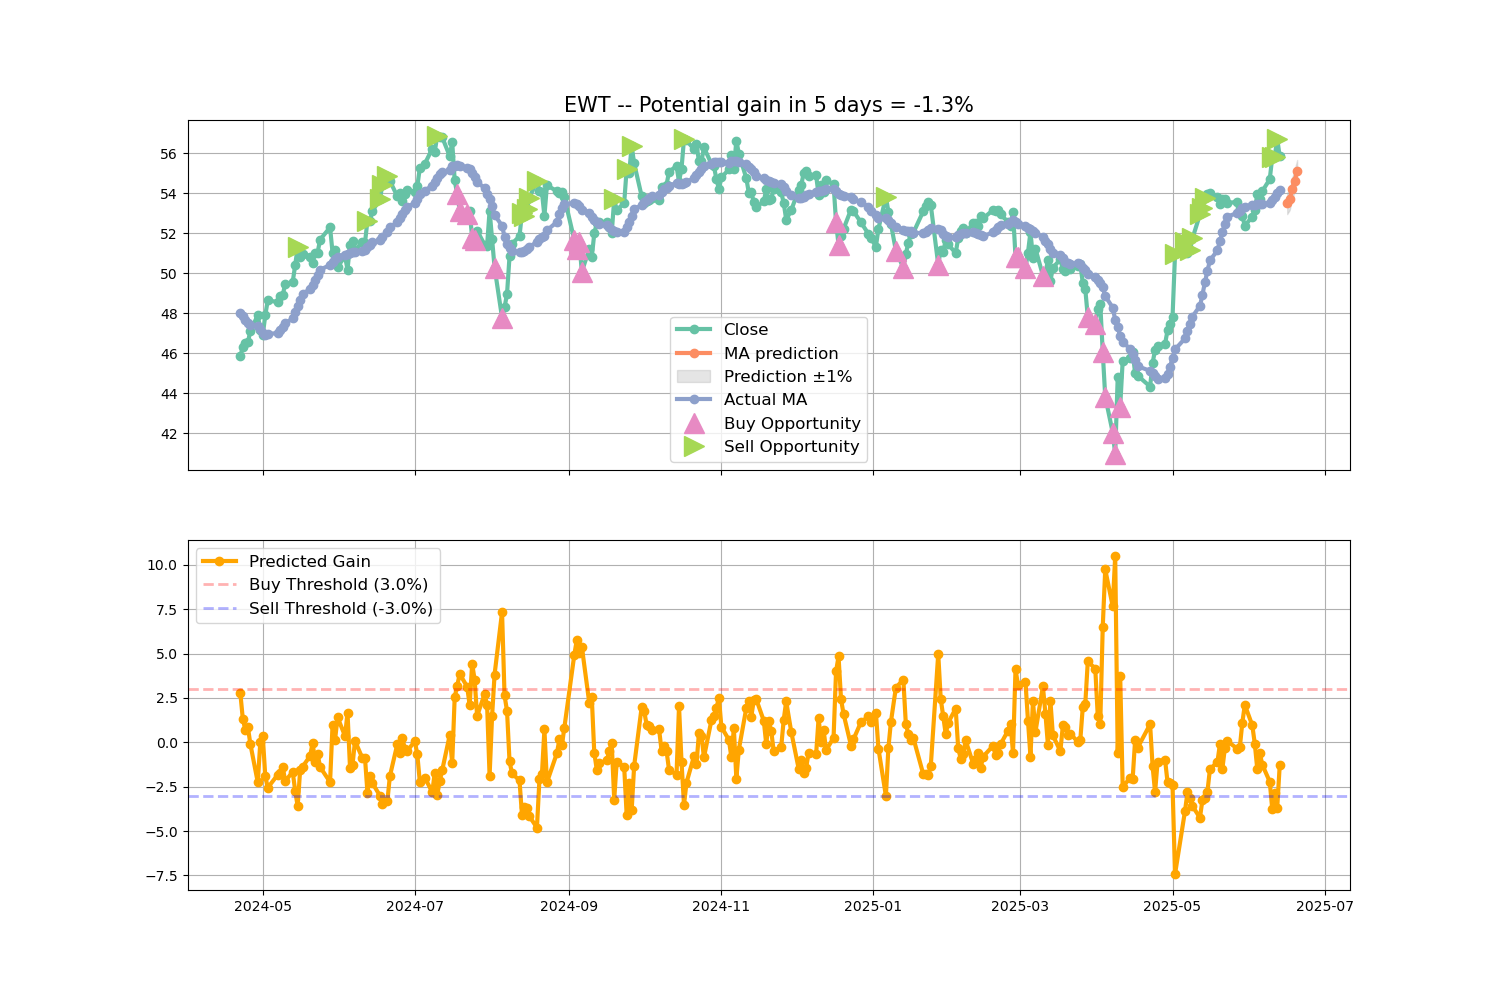 EWT -- Potential gain in 5 days = -1.3%
56
54
52
50
48
46
44
42
Close
MA prediction
Prediction ±1%
Actual MA
Buy Opportunity
Sell Opportunity
10.0
7.5
5.0
2.5
0.0
−2.5
−5.0
−7.5
Predicted Gain
Buy Threshold (3.0%)
Sell Threshold (-3.0%)
2024-05 2024-07 2024-09 2024-11 2025-01 2025-03 2025-05 2025-07